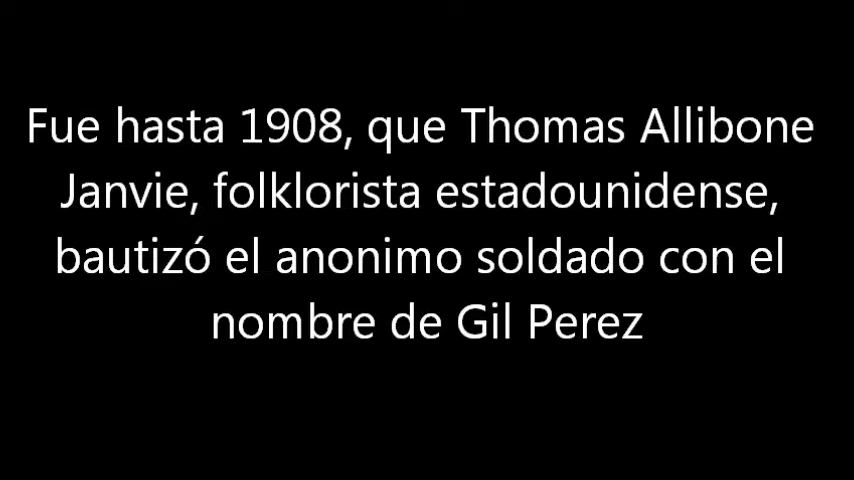 Fue hasta 1908, que Thomas Allibone
Janvie, folklorista estadounidense,
bautizó el anonimo soldado con el
nombre de Gil Perez